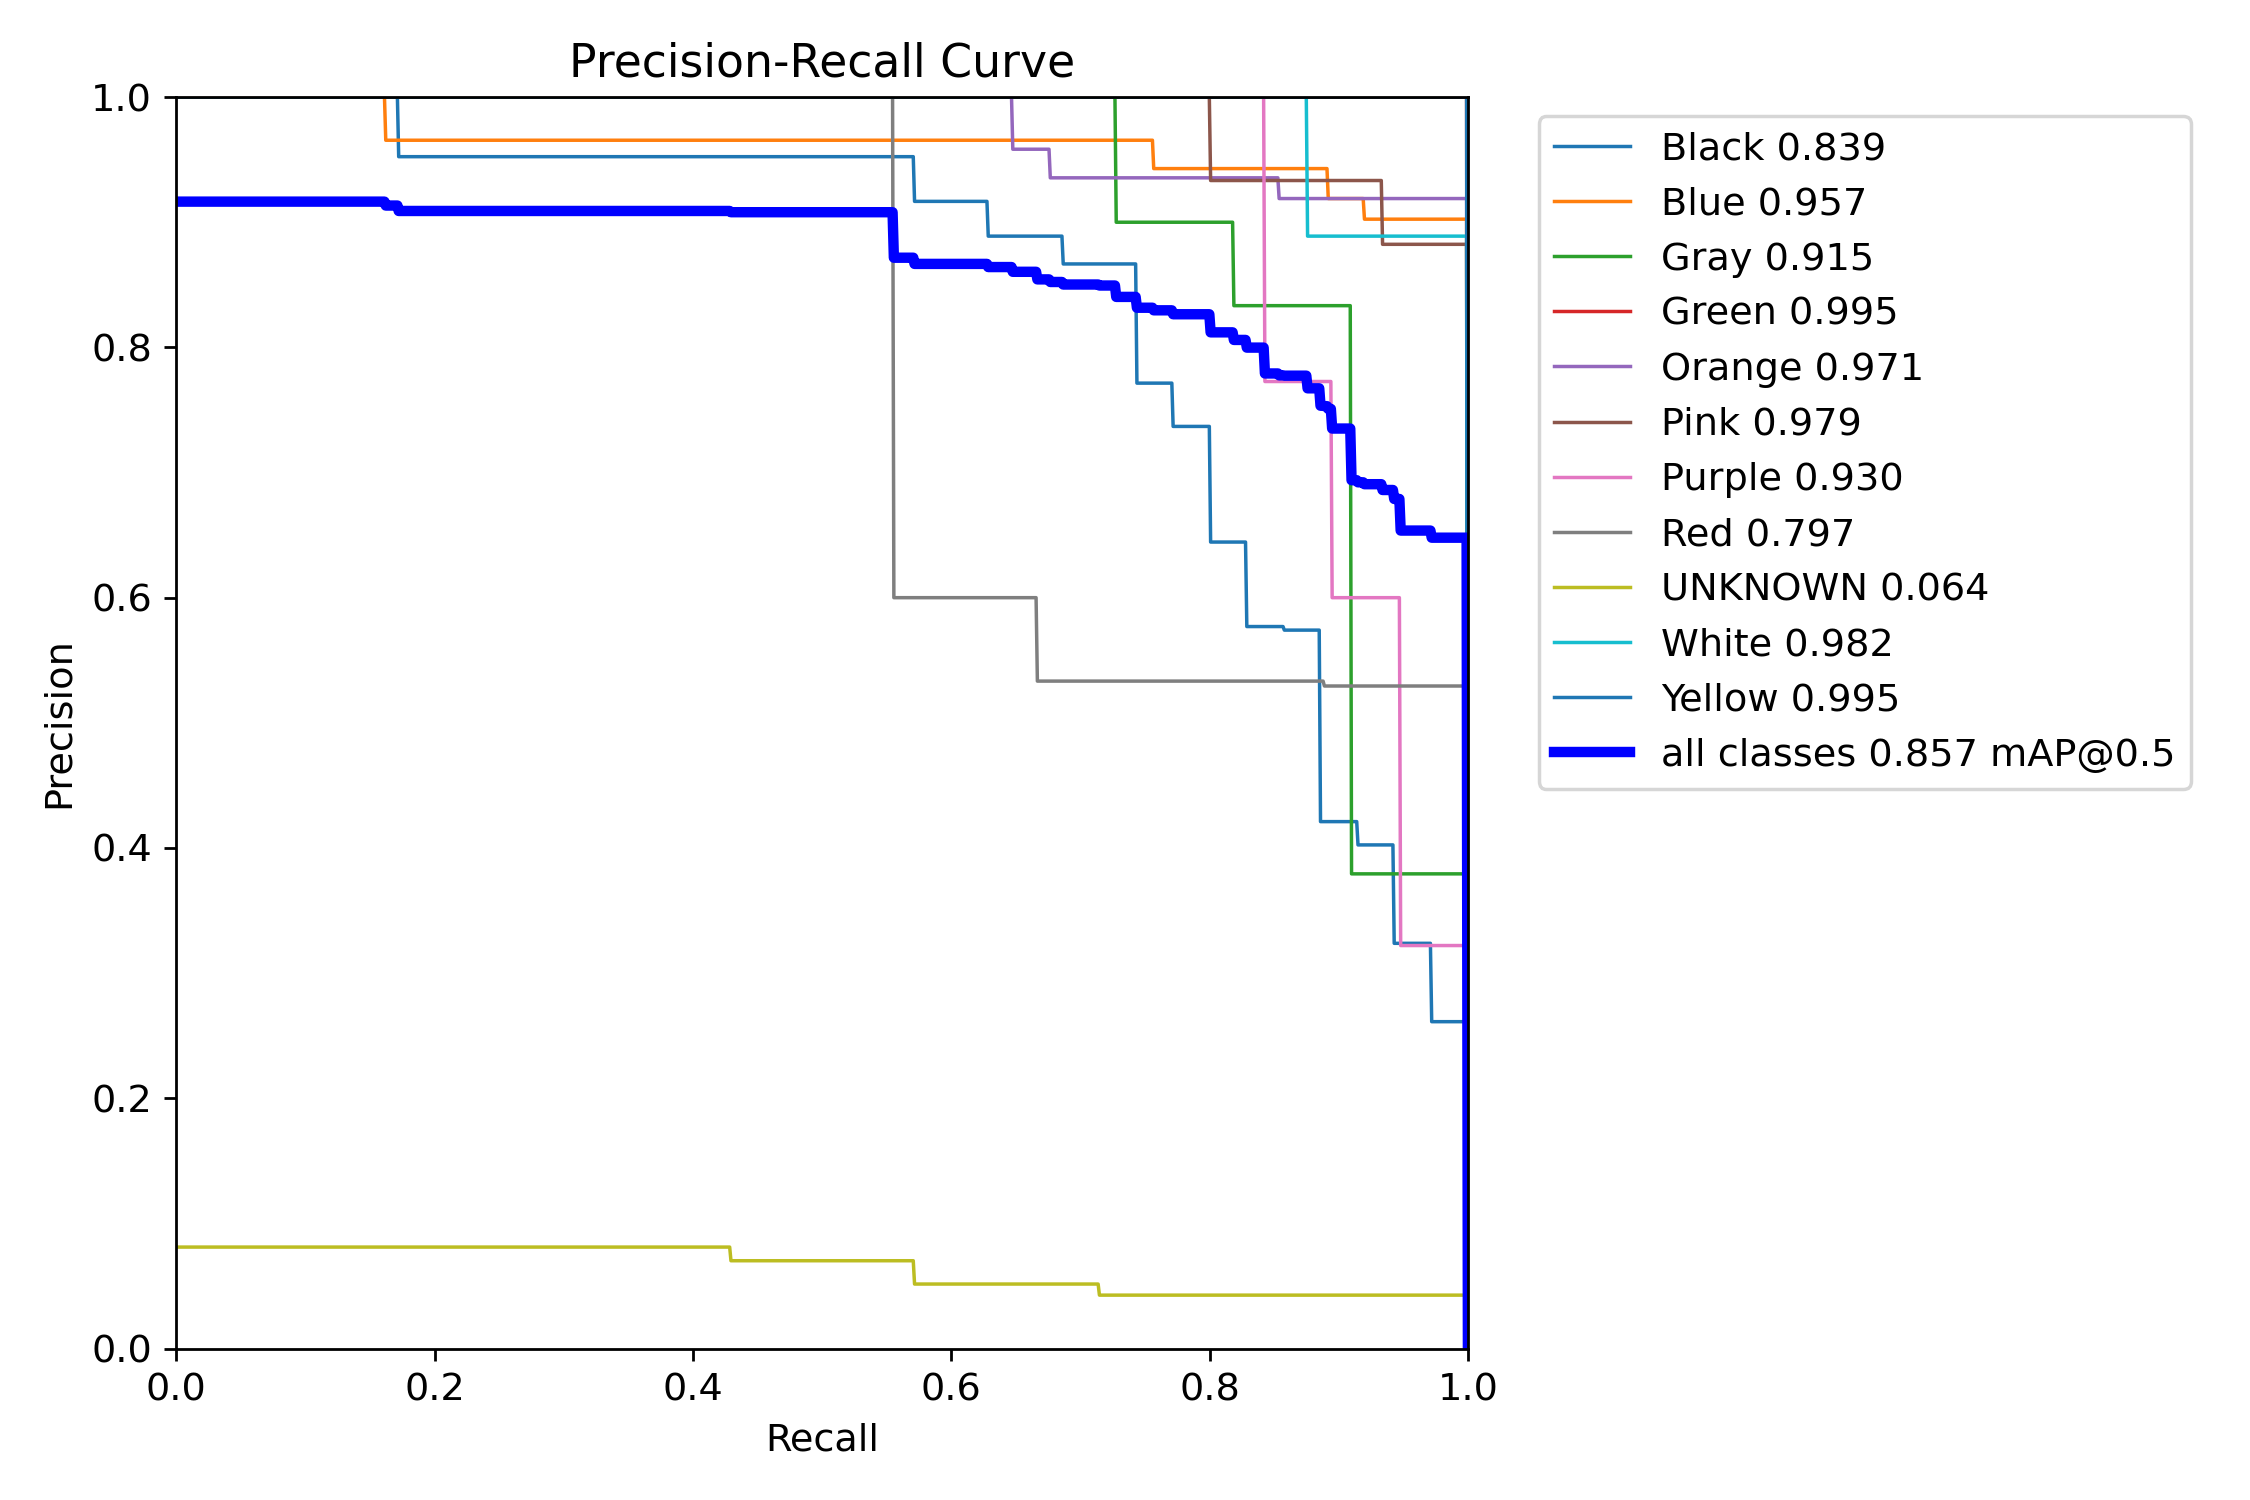 Precision-Recall Curve
1.0
0.8
0.6
0.4
0.2
0.0
Precision
0.0 0.2 0.4 0.6 0.8 1.0
Recall
Black 0.839
Blue 0.957
Gray 0.915
Green 0.995
Orange 0.971
Pink 0.979
Purple 0.930
Red 0.797
UNKNOWN 0.064
White 0.982
Yellow 0.995
all classes 0.857 mAP@0.5